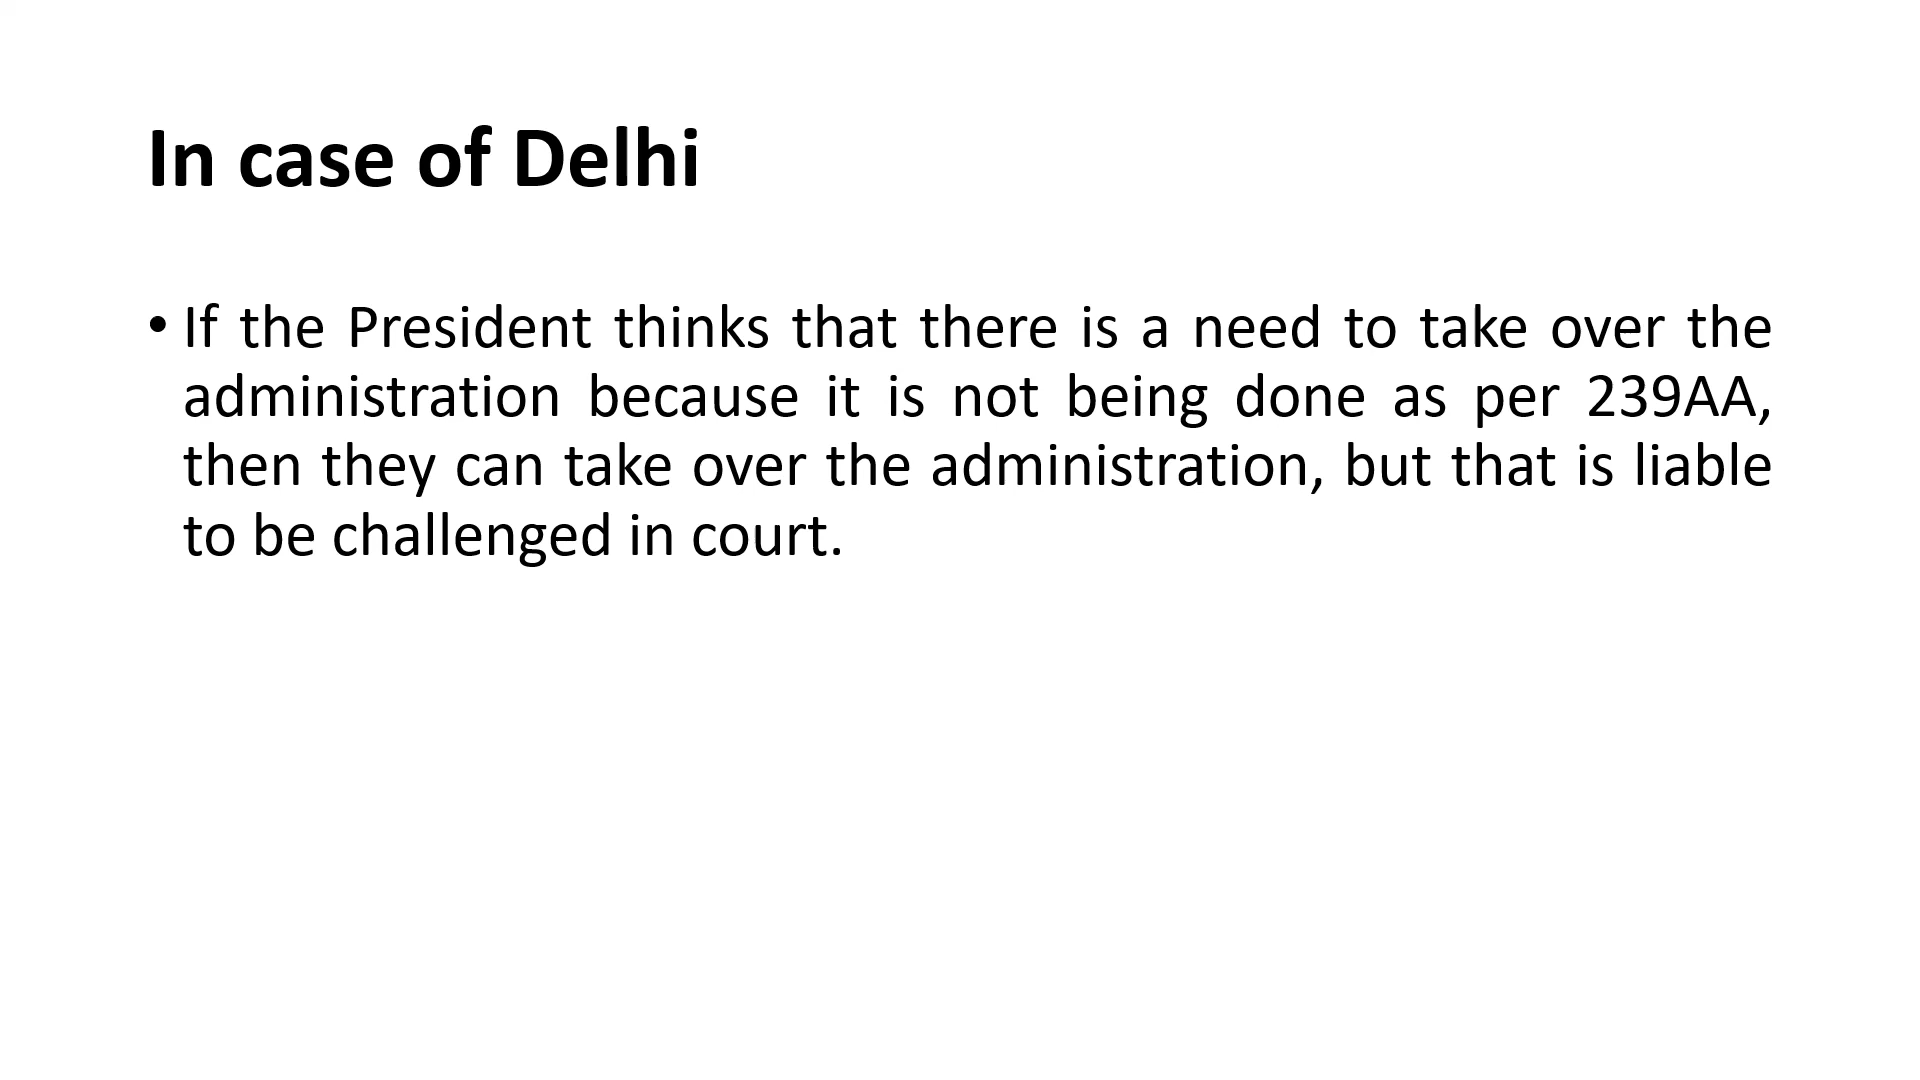 In case of Delhi
• If the President thinks that there is a need to take over the
administration because it is not being done as per 239AA,
then they can take over the administration, but that is liable
to be challenged in court.